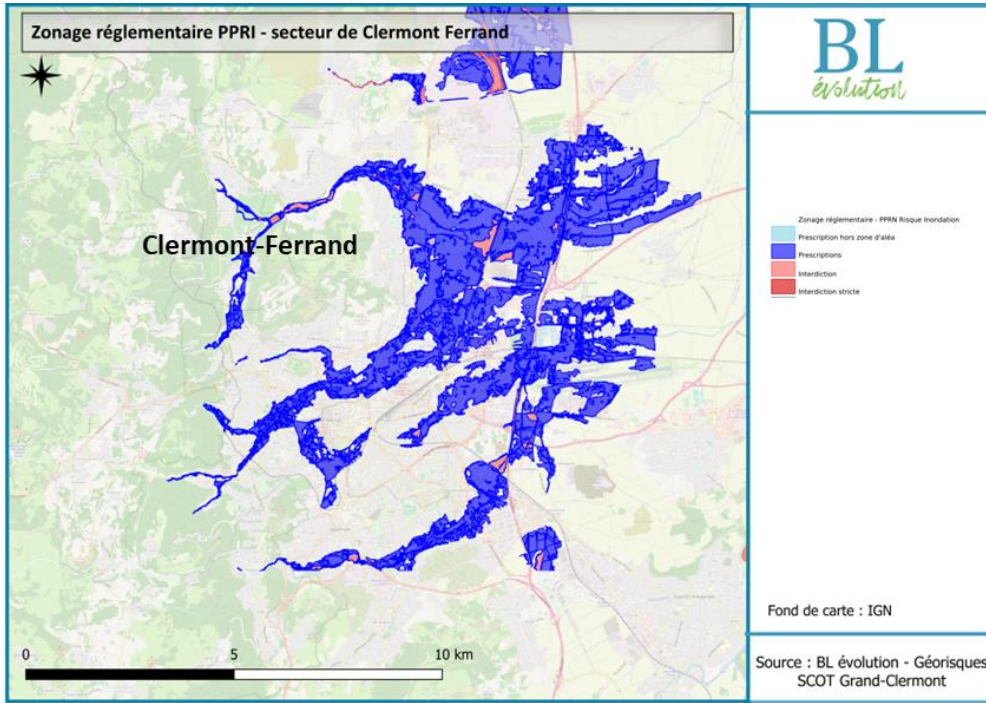 Zonage réglementaire PPRI - secteur de Clermont Ferrand
Clermont-Ferrand
0
5
10 km
BL
évolution
Zonage réglementaire - PPRN Risque Inondation
Prescription hors zone d'aléa
Prescriptions
Interdiction
Interdiction stricte
Fond de carte : IGN
Source : BL évolution - Géorisques
SCOT Grand-Clermont